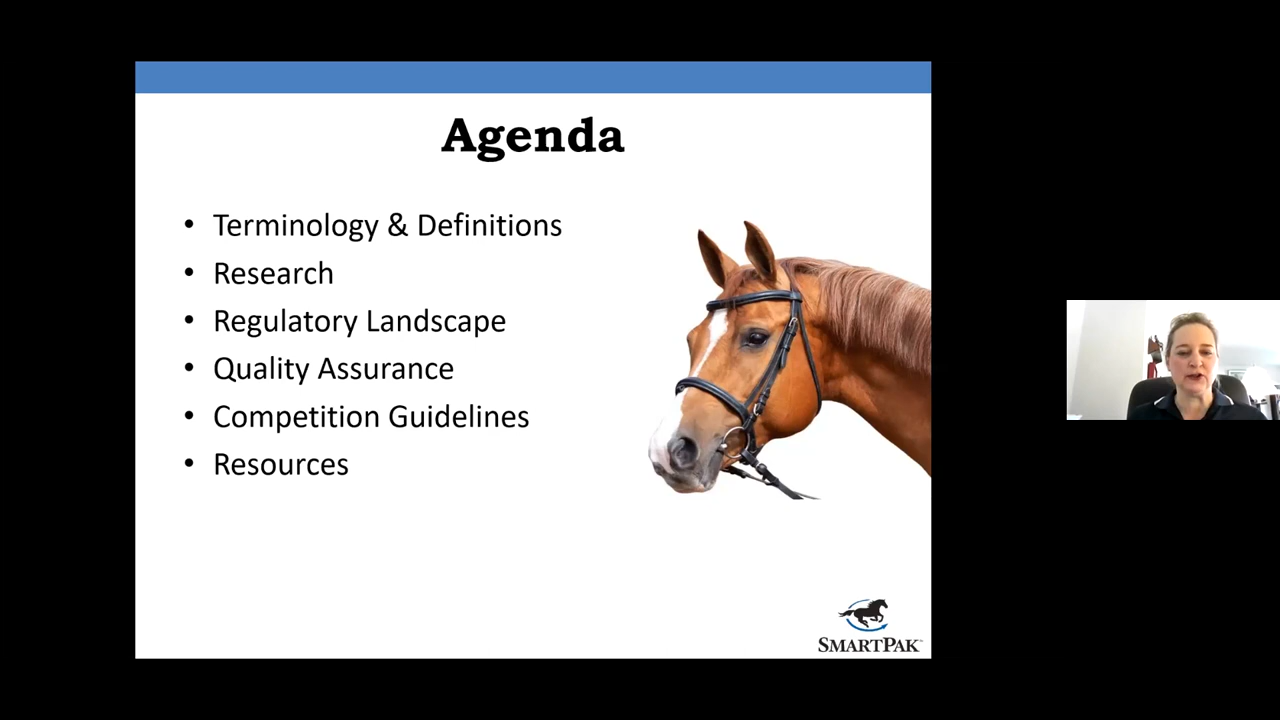 Agenda
• Terminology & Definitions
• Research
• Regulatory Landscape
• Quality Assurance
• Competition Guidelines
• Resources
SMARTPAK